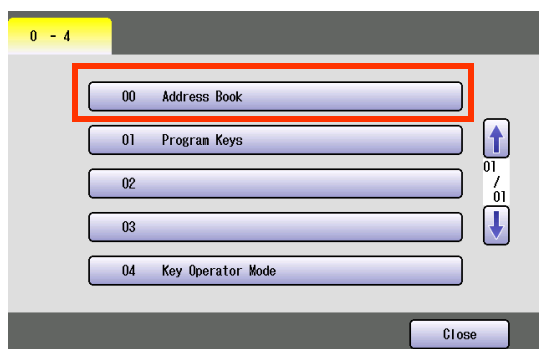 0 - 4
00 Address Book
01 Program Keys
02
03
04 Key Operator Mode
01
/
01
Close